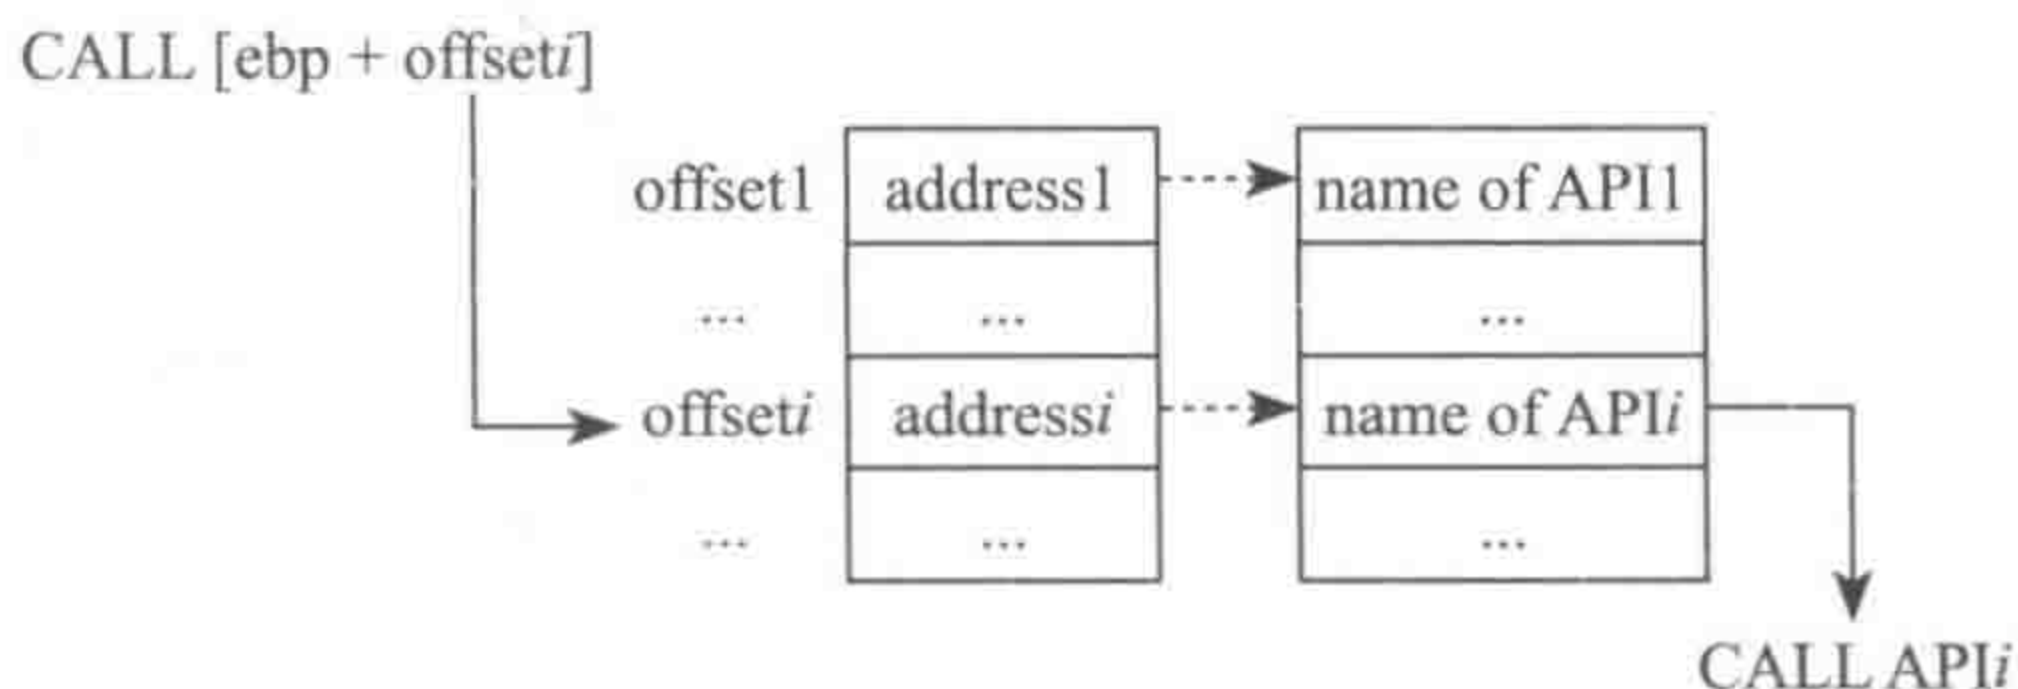 CALL [ebp + offseti]
offset1 address1 name of API1
... ... ...
offseti addressi name of APIi
... ... ...
CALL APIi